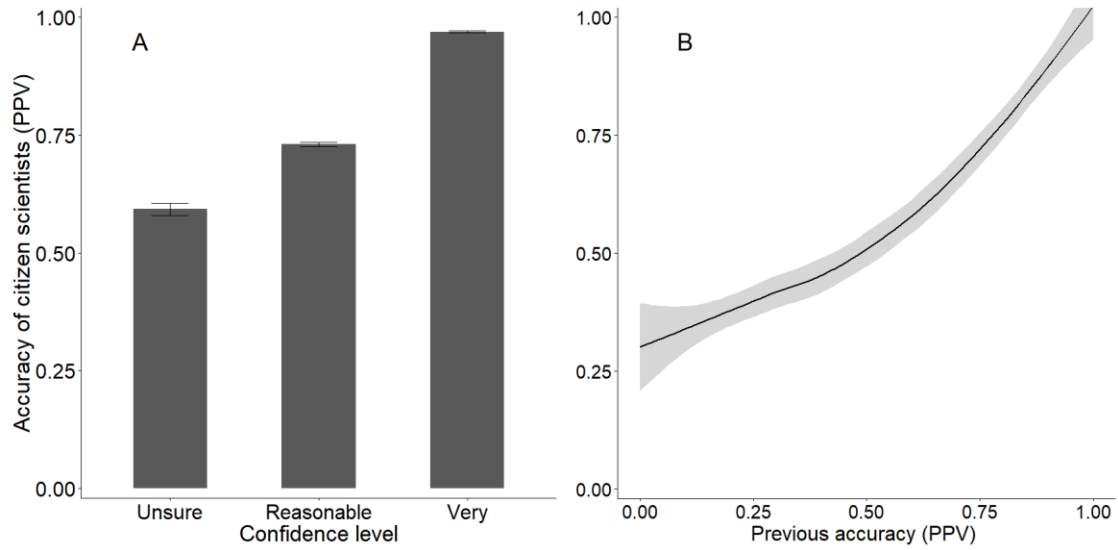 Accuracy of citizen scientists (PPV)
A
1.00
0.75
0.50
0.25
0.00
Unsure Reasonable Very
Confidence level
B
1.00
0.75
0.50
0.25
0.00
0.00 0.25 0.50 0.75 1.00
Previous accuracy (PPV)